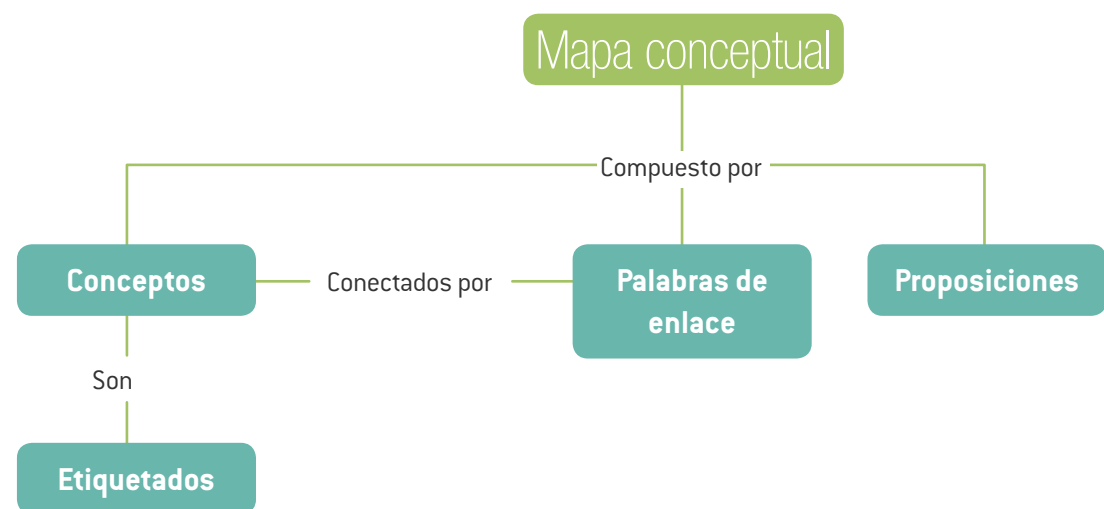 Mapa conceptual
Compuesto por
Conceptos
Conectados por
Palabras de
enlace
Proposiciones
Son
Etiquetados